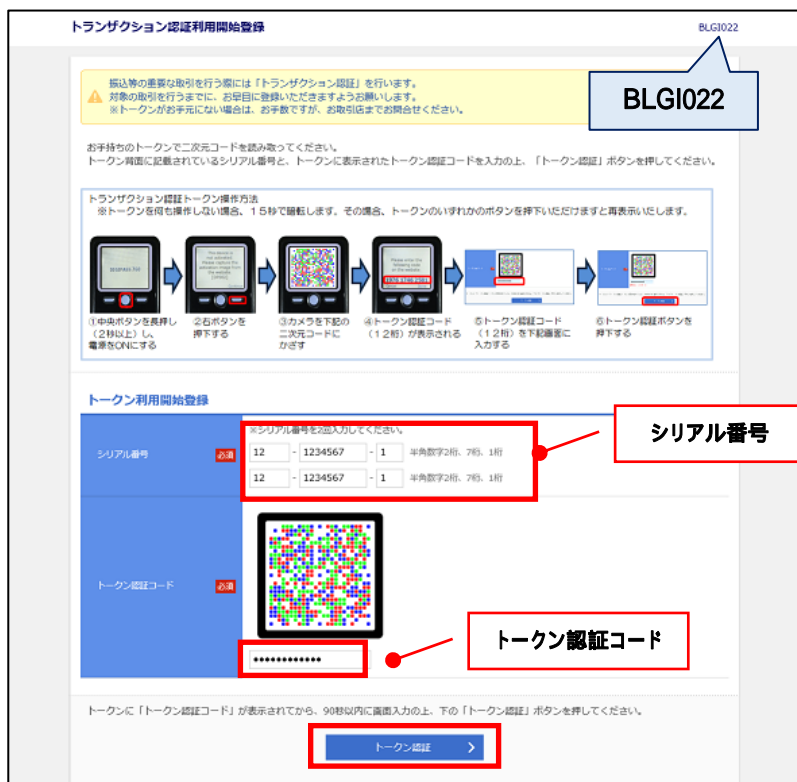 トランザクション認証利用開始登録
BLGI022
BLGI022
振込等の重要な取引を行う際には「トランザクション認証」を行います。
対象の取引を行うまでに、お早目に登録いただきますようお願いします。
※トークンがお手元にない場合は、お手数ですが、お取引店までお問合せください。
お手持ちのトークンで二次元コードを読み取ってください。
トークン背面に記載されているシリアル番号と、トークンに表示されたトークン認証コードを入力の上、「トークン認証」ボタンを押してください。
トランザクション認証トークン操作方法
※トークンを何も操作しない場合、15秒で暗転します。その場合、トークンのいずれかのボタンを押下いただけますと再表示いたします。
①中央ボタンを長押し
(2秒以上)し、
電源をONにする
②右ボタンを
押下する
③カメラを下記の
二次元コードに
かざす
④トークン認証コード
(12桁)が表示される
⑤トークン認証コード
(12桁)を下記画面に
入力する
⑥トークン認証ボタンを
押下する
トークン利用開始登録
シリアル番号 必須
※シリアル番号を2回入力してください。
12 - 1234567 - 1 半角数字2桁、7桁、1桁
12 - 1234567 - 1 半角数字2桁、7桁、1桁
シリアル番号
トークン認証コード 必須
••••••••••••
トークン認証コード
トークンに「トークン認証コード」が表示されてから、90秒以内に画面入力の上、下の「トークン認証」ボタンを押してください。
トークン認証